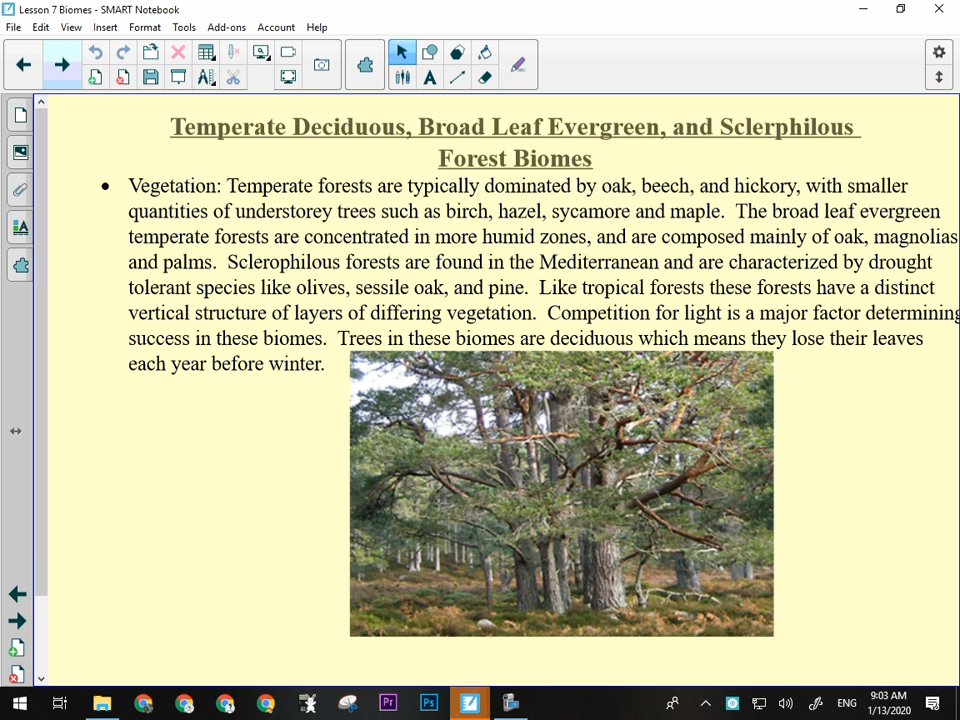 Lesson 7 Biomes - SMART Notebook
File Edit View Insert Format Tools Add-ons Account Help
Temperate Deciduous, Broad Leaf Evergreen, and Sclerphilous
Forest Biomes
• Vegetation: Temperate forests are typically dominated by oak, beech, and hickory, with smaller
quantities of understorey trees such as birch, hazel, sycamore and maple. The broad leaf evergreen
temperate forests are concentrated in more humid zones, and are composed mainly of oak, magnolias
and palms. Sclerophilous forests are found in the Mediterranean and are characterized by drought
tolerant species like olives, sessile oak, and pine. Like tropical forests these forests have a distinct
vertical structure of layers of differing vegetation. Competition for light is a major factor determining
success in these biomes. Trees in these biomes are deciduous which means they lose their leaves
each year before winter.
Pr Ps ENG 9:03 AM
1/13/2020